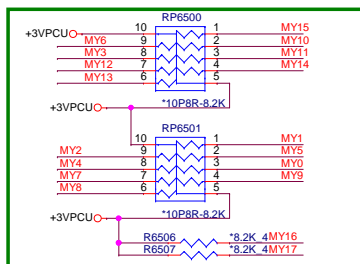 RP6500
+3VPCU 10 1 MY15
MY6 9 2 MY10
MY3 8 3 MY11
MY12 7 4 MY14
MY13 6 5
+3VPCU *10P8R-8.2K
RP6501
10 1 MY1
MY2 9 2 MY5
MY4 8 3 MY0
MY7 7 4 MY9
MY8 6 5
+3VPCU *10P8R-8.2K
R6506 *8.2K_4 MY16
R6507 *8.2K_4 MY17